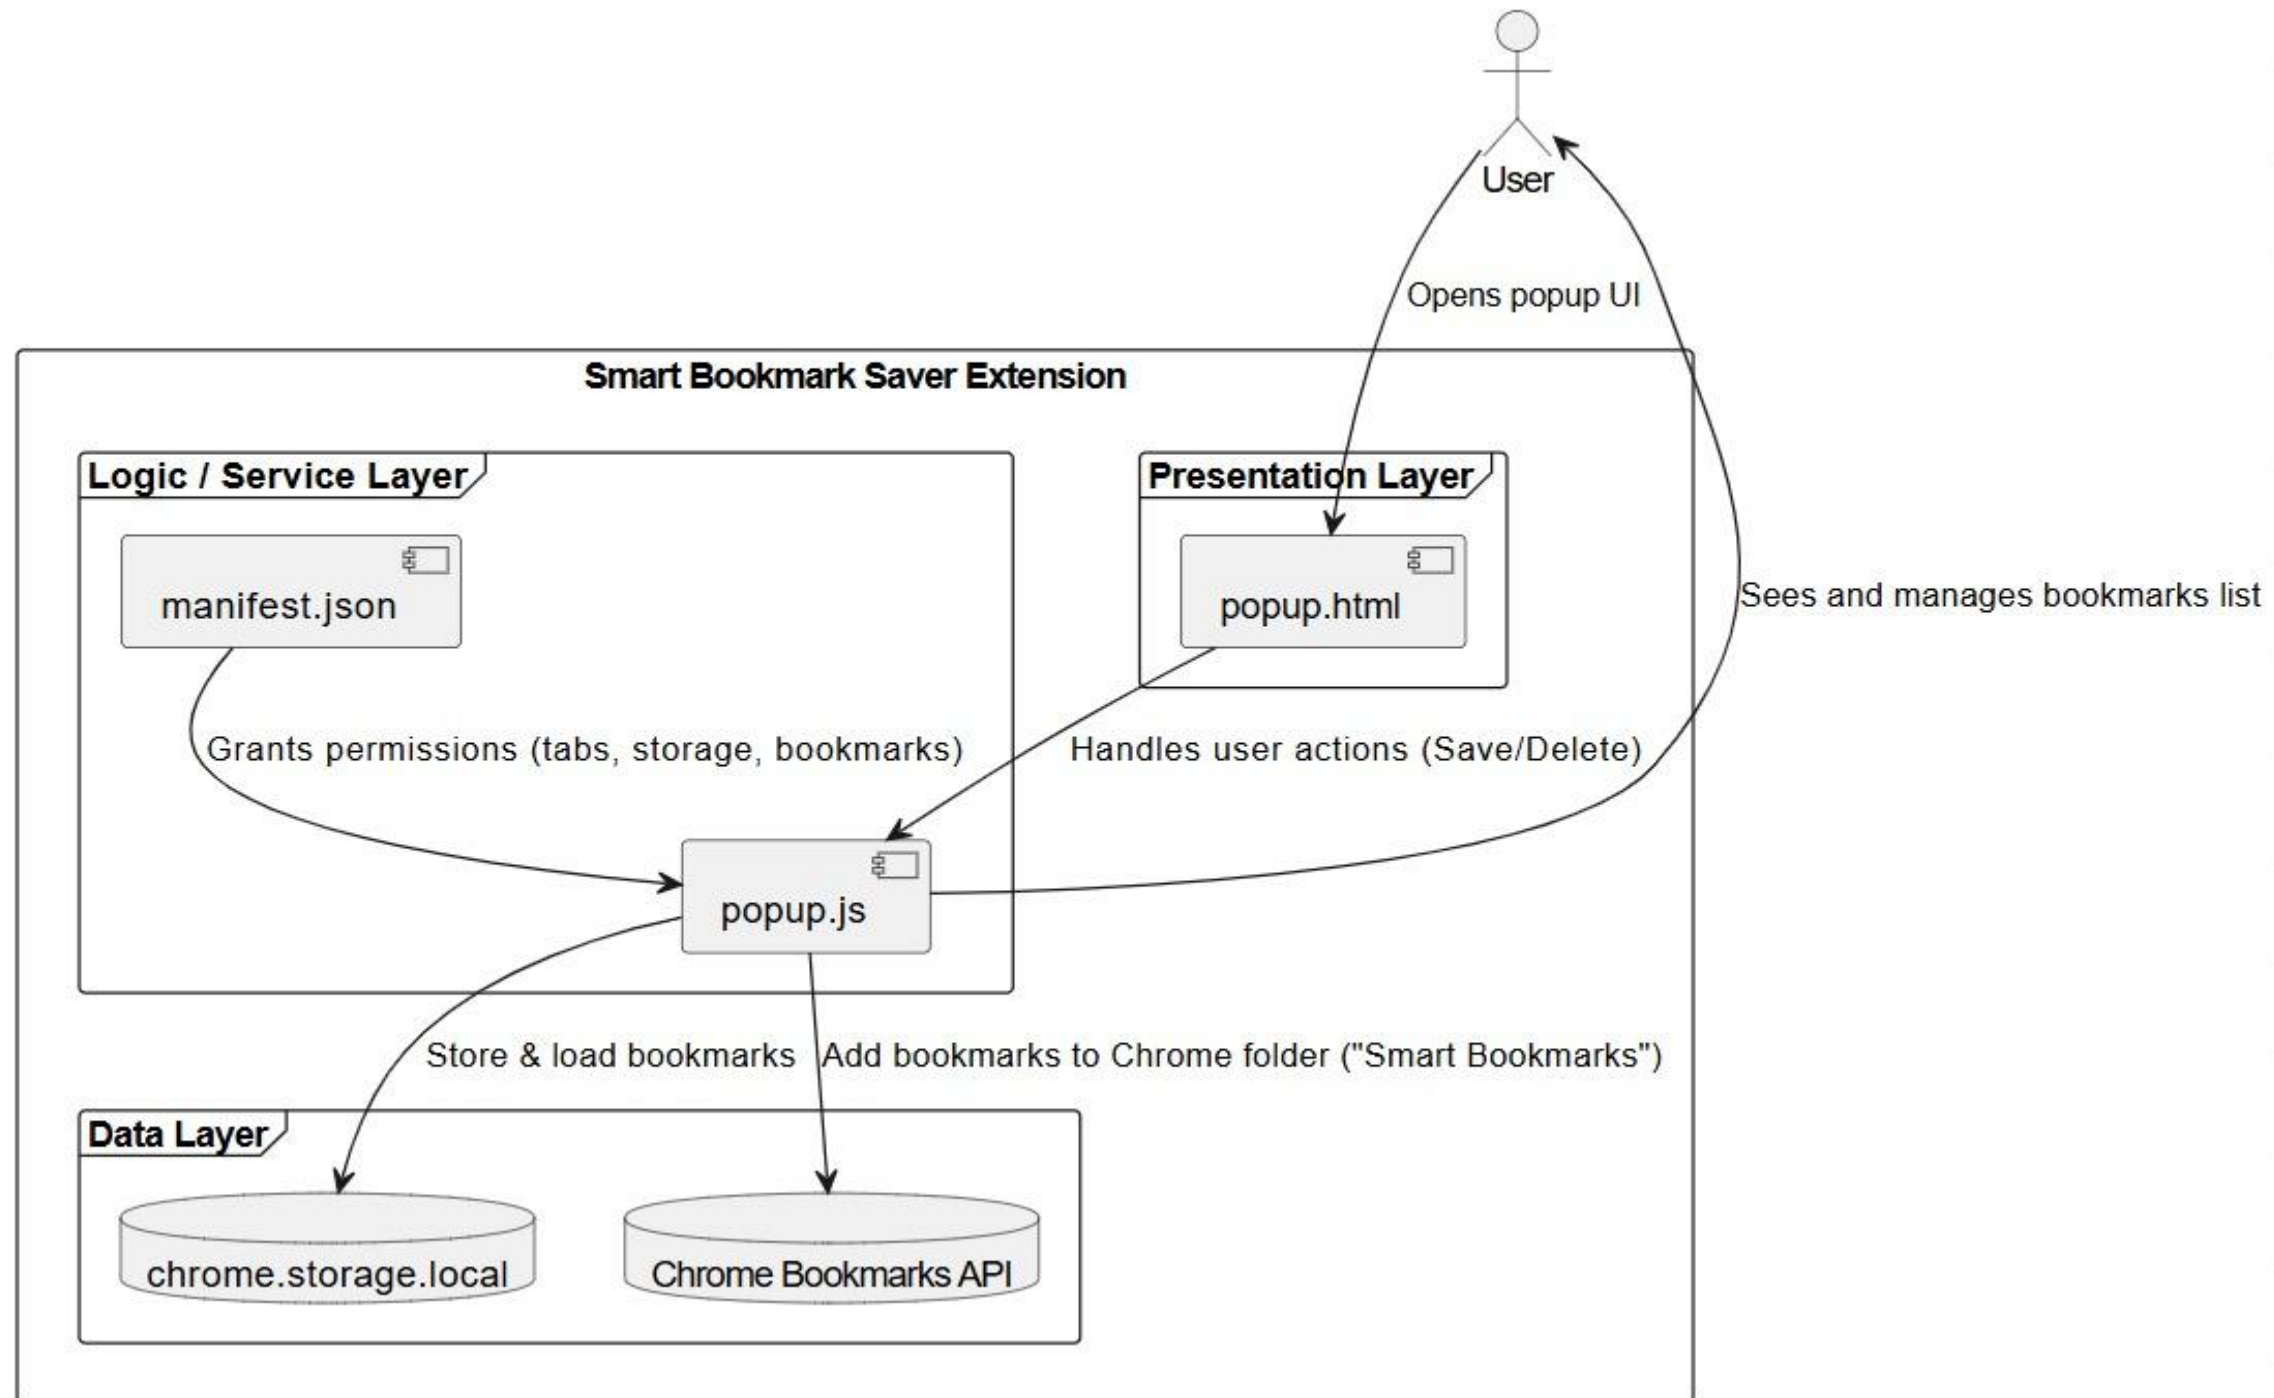 User
Opens popup UI
Smart Bookmark Saver Extension
Logic / Service Layer
Presentation Layer
manifest.json
popup.html
Sees and manages bookmarks list
Grants permissions (tabs, storage, bookmarks)
Handles user actions (Save/Delete)
popup.js
Store & load bookmarks
Add bookmarks to Chrome folder ("Smart Bookmarks")
Data Layer
chrome.storage.local
Chrome Bookmarks API